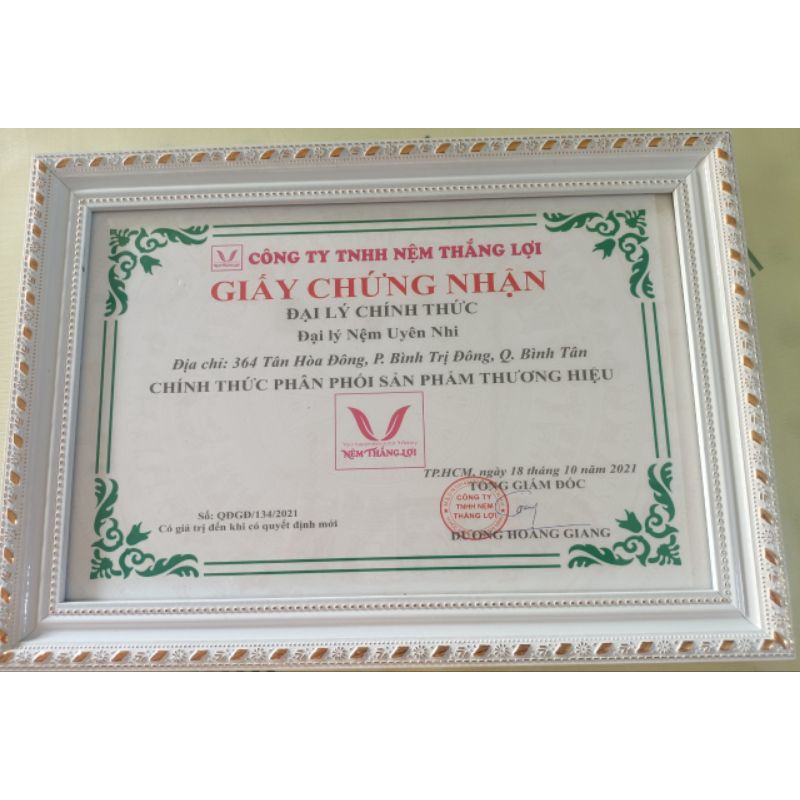 CÔNG TY TNHH NỆM THẮNG LỢI
GIẤY CHỨNG NHẬN
ĐẠI LÝ CHÍNH THỨC
Đại lý Nệm Uyên Nhi
Địa chỉ: 364 Tân Hòa Đông, P. Bình Trị Đông, Q. Bình Tân
CHÍNH THỨC PHÂN PHỐI SẢN PHẨM THƯƠNG HIỆU
NỆM THẮNG LỢI
TP.HCM, ngày 18 tháng 10 năm 2021
TỔNG GIÁM ĐỐC
CÔNG TY
TNHH NỆM
THẮNG LỢI
DƯƠNG HOÀNG GIANG
Số: QĐGĐ/134/2021
Có giá trị đến khi có quyết định mới